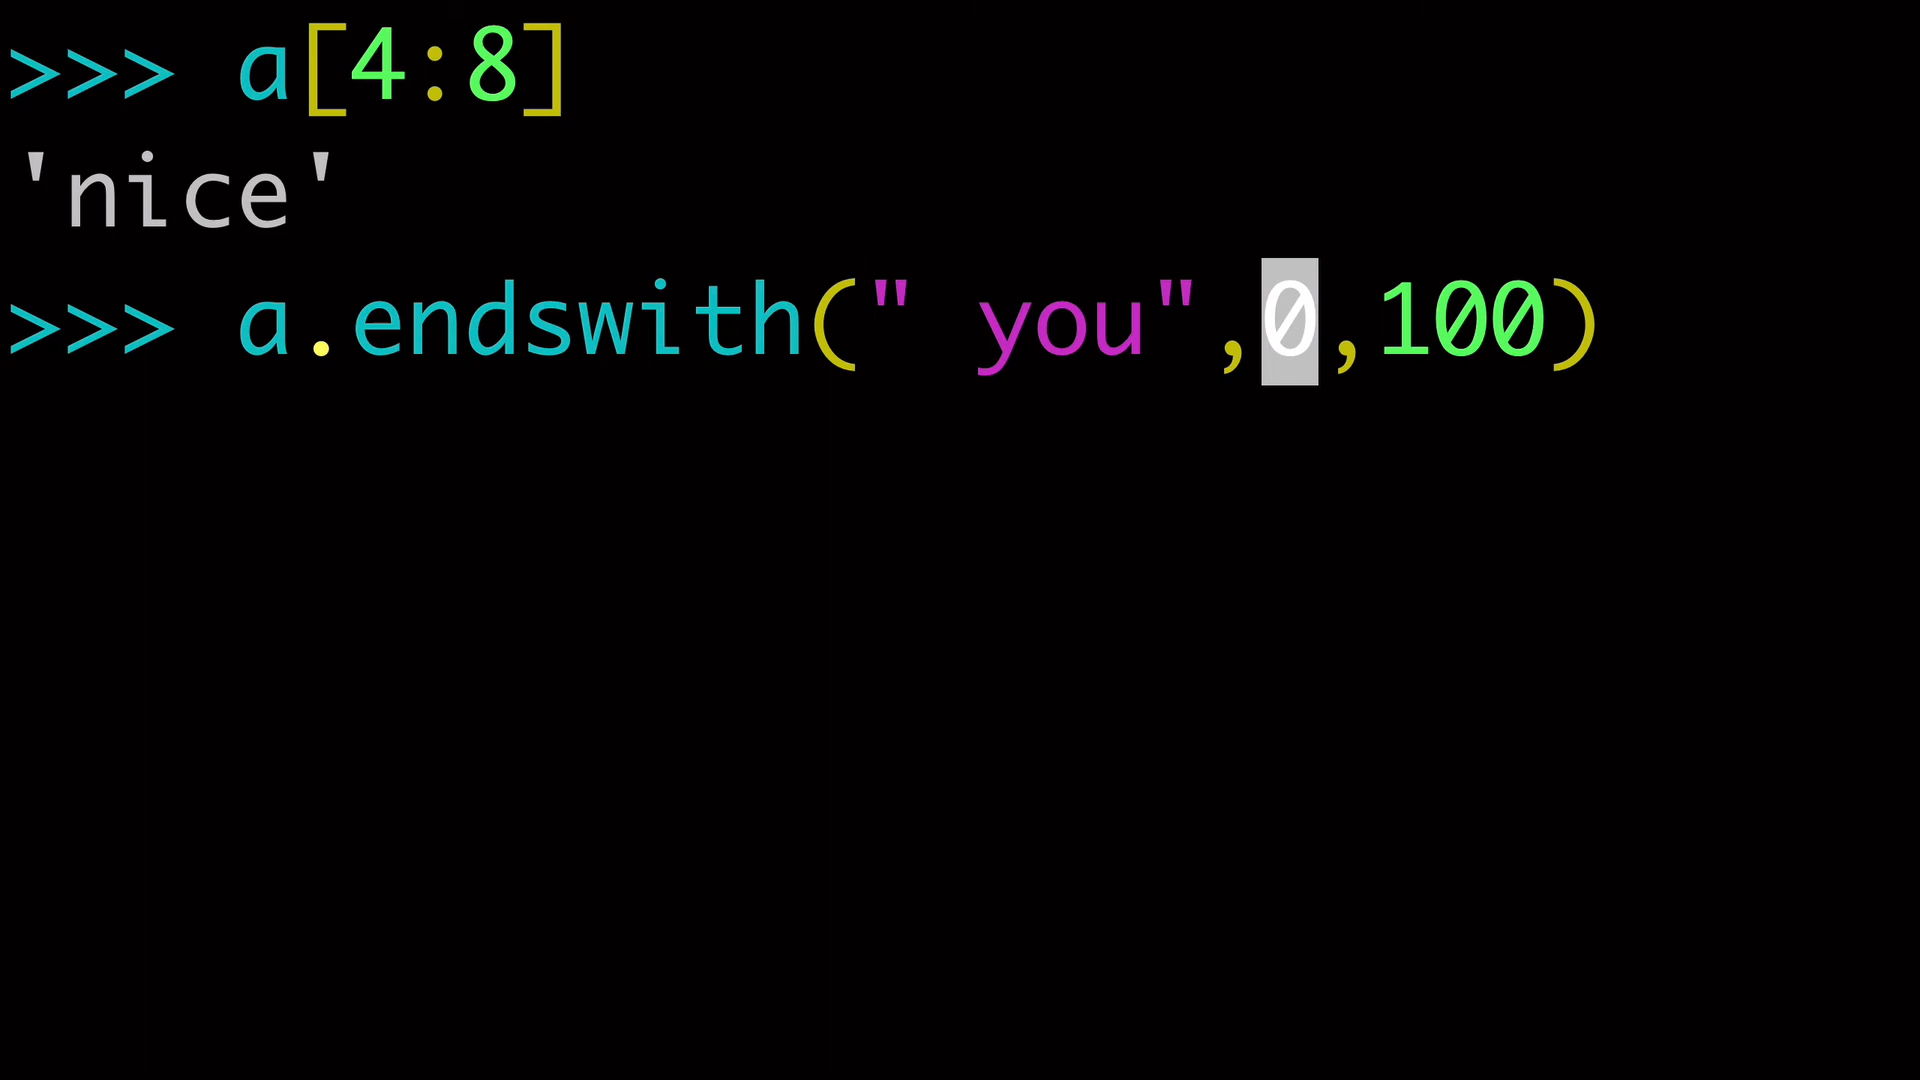 >>> a[4:8]
'nice'
>>> a.endswith(" you",0,100)